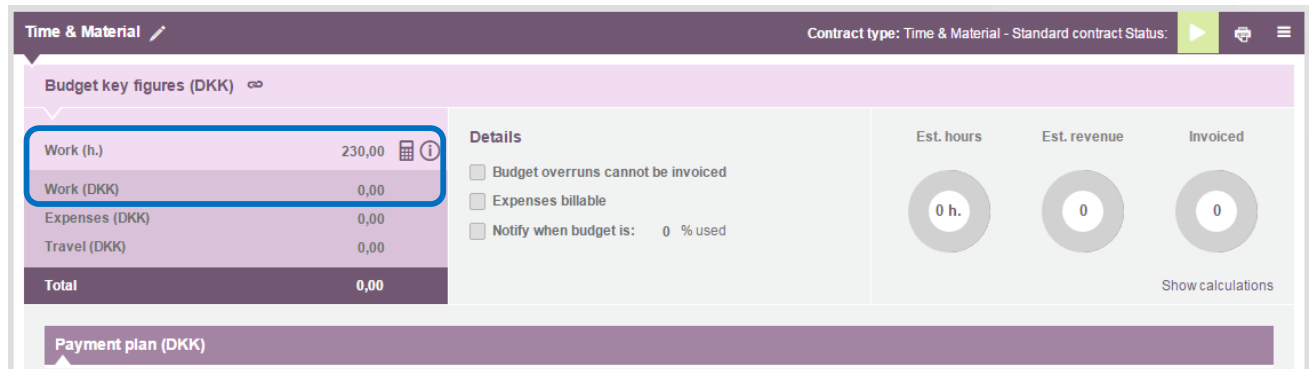 Time & Material Contract type: Time & Material - Standard contract Status:
Budget key figures (DKK)
Work (h.) 230,00
Work (DKK) 0,00
Expenses (DKK) 0,00
Travel (DKK) 0,00
Total 0,00
Details
Budget overruns cannot be invoiced
Expenses billable
Notify when budget is: 0 % used
Est. hours Est. revenue Invoiced
0 h. 0 0
Show calculations
Payment plan (DKK)